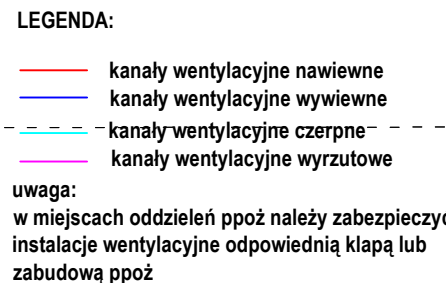 LEGENDA:
kanały wentylacyjne nawiewne
kanały wentylacyjne wywiewne
kanały wentylacyjne czerpne
kanały wentylacyjne wyrzutowe
uwaga:
w miejscach oddzieleń ppoż należy zabezpieczyć
instalacje wentylacyjne odpowiednią klapą lub
zabudową ppoż